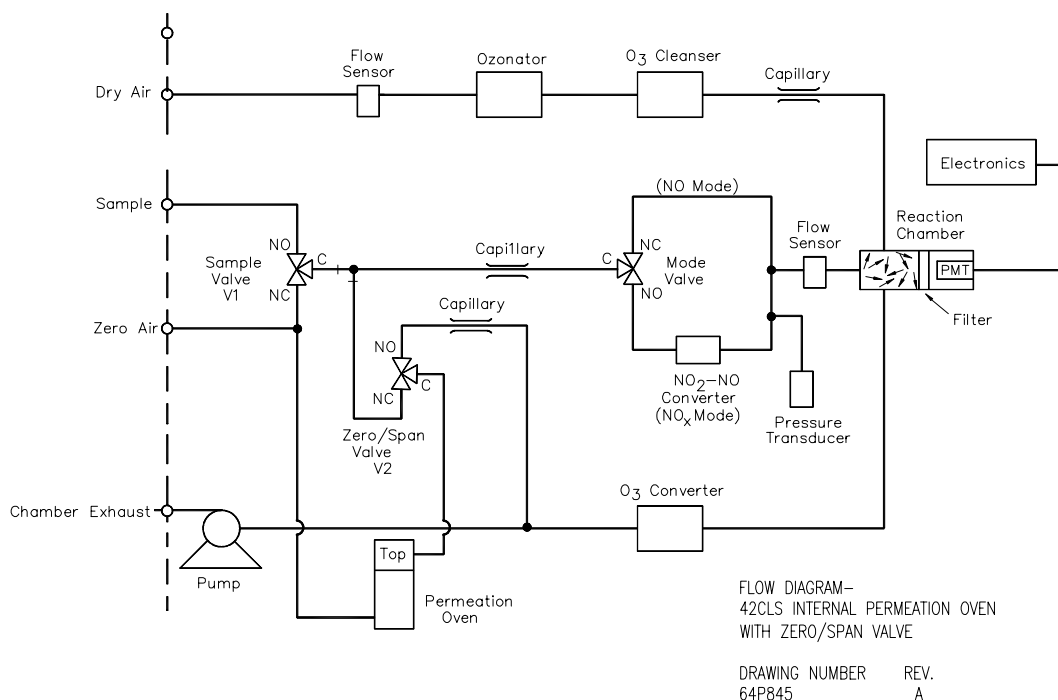 Flow
Sensor
Ozonator
O3 Cleanser
Capillary
Dry Air
Electronics
Sample
(NO Mode)
Reaction
Chamber
Flow
Sensor
NO
C
Sample
Valve
V1
NC
Capillary
C
NC
Mode
Valve
NO
PMT
Filter
Capillary
Zero Air
NO
C
NC
NO2-NO
Converter
(NOx Mode)
Pressure
Transducer
Zero/Span
Valve
V2
O3 Converter
Chamber Exhaust
Pump
Top
Permeation
Oven
FLOW DIAGRAM-
42CLS INTERNAL PERMEATION OVEN
WITH ZERO/SPAN VALVE
DRAWING NUMBER REV.
64P845 A